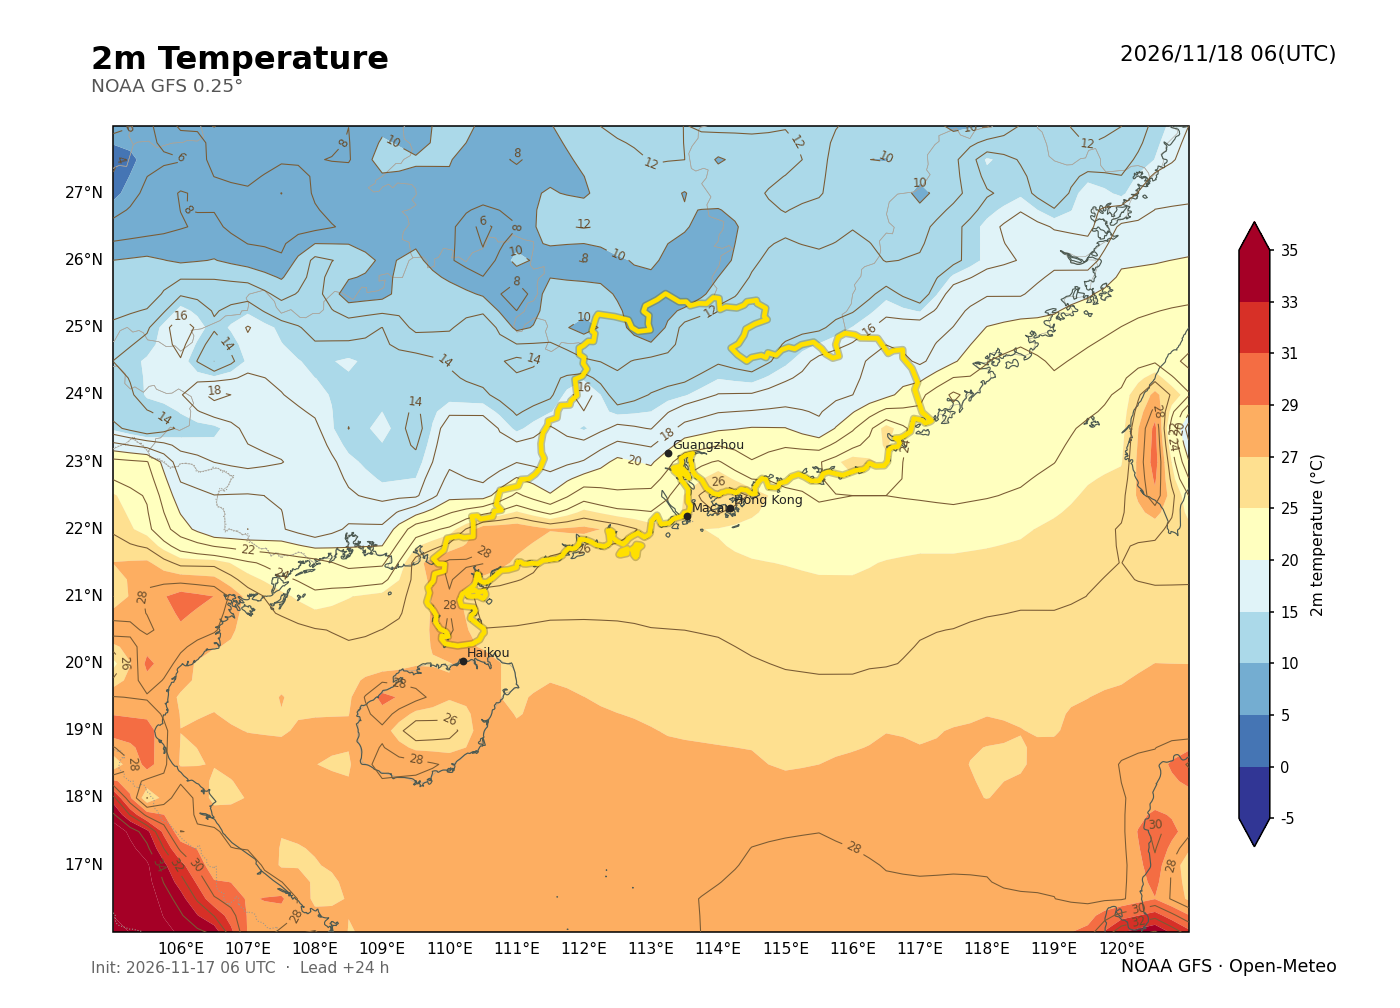 2m Temperature
2026/11/18 06(UTC)
NOAA GFS 0.25°
27°N
26°N
25°N
24°N
23°N
22°N
21°N
20°N
19°N
18°N
17°N
Guangzhou
Hong Kong
Macau
Haikou
35
33
31
29
27
25
20
15
10
5
0
-5
2m temperature (°C)
106°E 107°E 108°E 109°E 110°E 111°E 112°E 113°E 114°E 115°E 116°E 117°E 118°E 119°E 120°E
Init: 2026-11-17 06 UTC · Lead +24 h
NOAA GFS · Open-Meteo